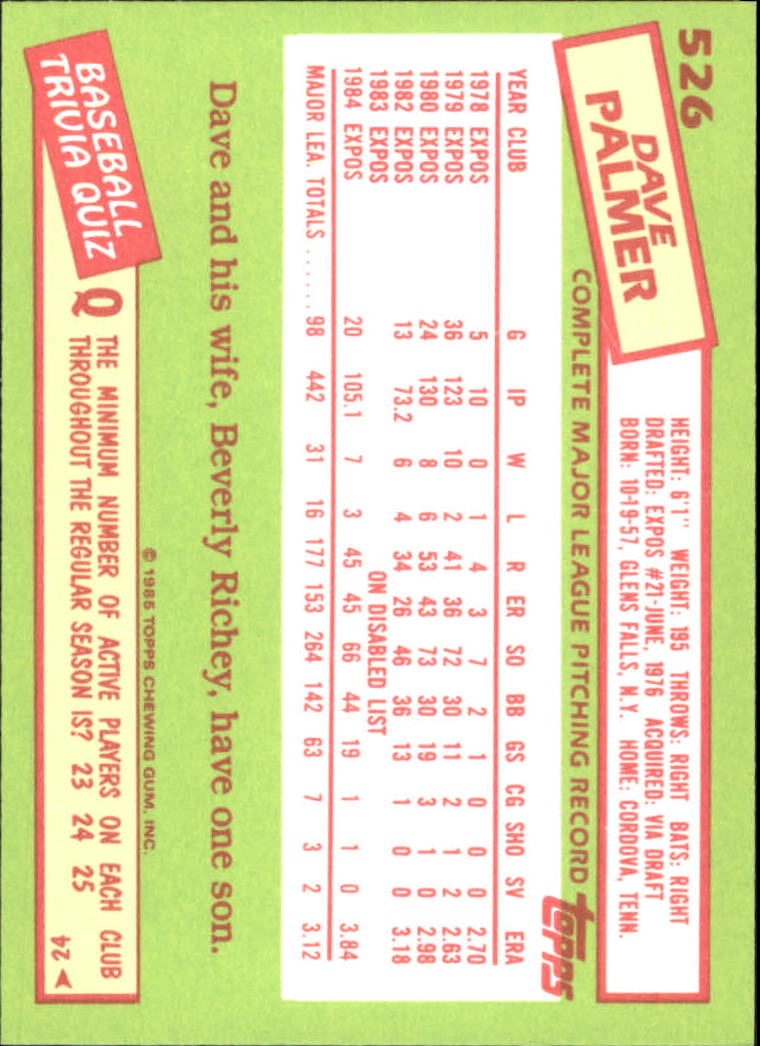 526
DAVE
PALMER
HEIGHT: 6'1" WEIGHT: 195 THROWS: RIGHT BATS: RIGHT
DRAFTED: EXPOS #21-JUNE, 1976 ACQUIRED: VIA DRAFT
BORN: 10-19-57, GLENS FALLS, N.Y. HOME: CORDOVA, TENN.
COMPLETE MAJOR LEAGUE PITCHING RECORD topps
YEAR CLUB G IP W L R ER SO BB GS CG SHO SV ERA
1978 EXPOS 5 10 0 1 4 3 7 2 1 0 0 0 2.70
1979 EXPOS 36 123 10 2 41 36 72 30 11 2 1 2 2.63
1980 EXPOS 24 130 8 6 53 43 73 30 19 3 1 0 2.98
1982 EXPOS 13 73.2 6 4 34 26 46 36 13 1 0 0 3.18
1983 EXPOS ON DISABLED LIST
1984 EXPOS 20 105.1 7 3 45 45 66 44 19 1 1 0 3.84
MAJOR LEA. TOTALS ....... 98 442 31 16 177 153 264 142 63 7 3 2 3.12
Dave and his wife, Beverly Richey, have one son.
© 1985 TOPPS CHEWING GUM, INC.
BASEBALL
TRIVIA QUIZ
Q THE MINIMUM NUMBER OF ACTIVE PLAYERS ON EACH CLUB
THROUGHOUT THE REGULAR SEASON IS? 23 24 25
24